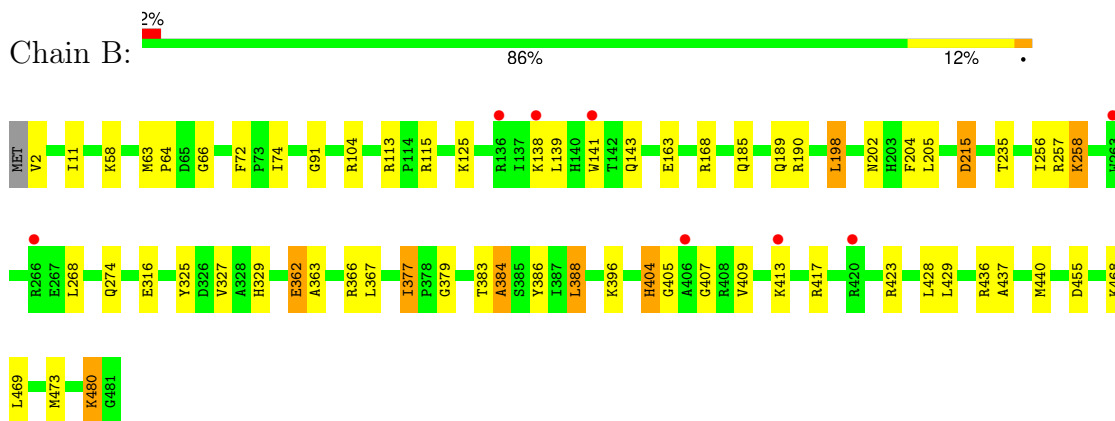 2%
Chain B:
86% 12% •
MET V2 I11 K58 M63 P64 D65 G66 F72 P73 I74 G91 R104 R113 P114 R115 K125 R136 I137 K138 L139 H140 W141 T142 Q143 E163 R168 Q185 Q189 R190 L198 N202 H203 F204 L205 D215 T235 I256 R257 K258
R266 E267 L268 Q274 E316 Y325 D326 V327 A328 H329 E362 A363 R366 L367 I377 P378 G379 T383 A384 S385 Y386 I387 L388 K396 H404 G405 A406 G407 R408 V409 K413 R417 R420 R423 L428 L429 R436 A437 M440 D455 K468
L469 M473 K480 G481